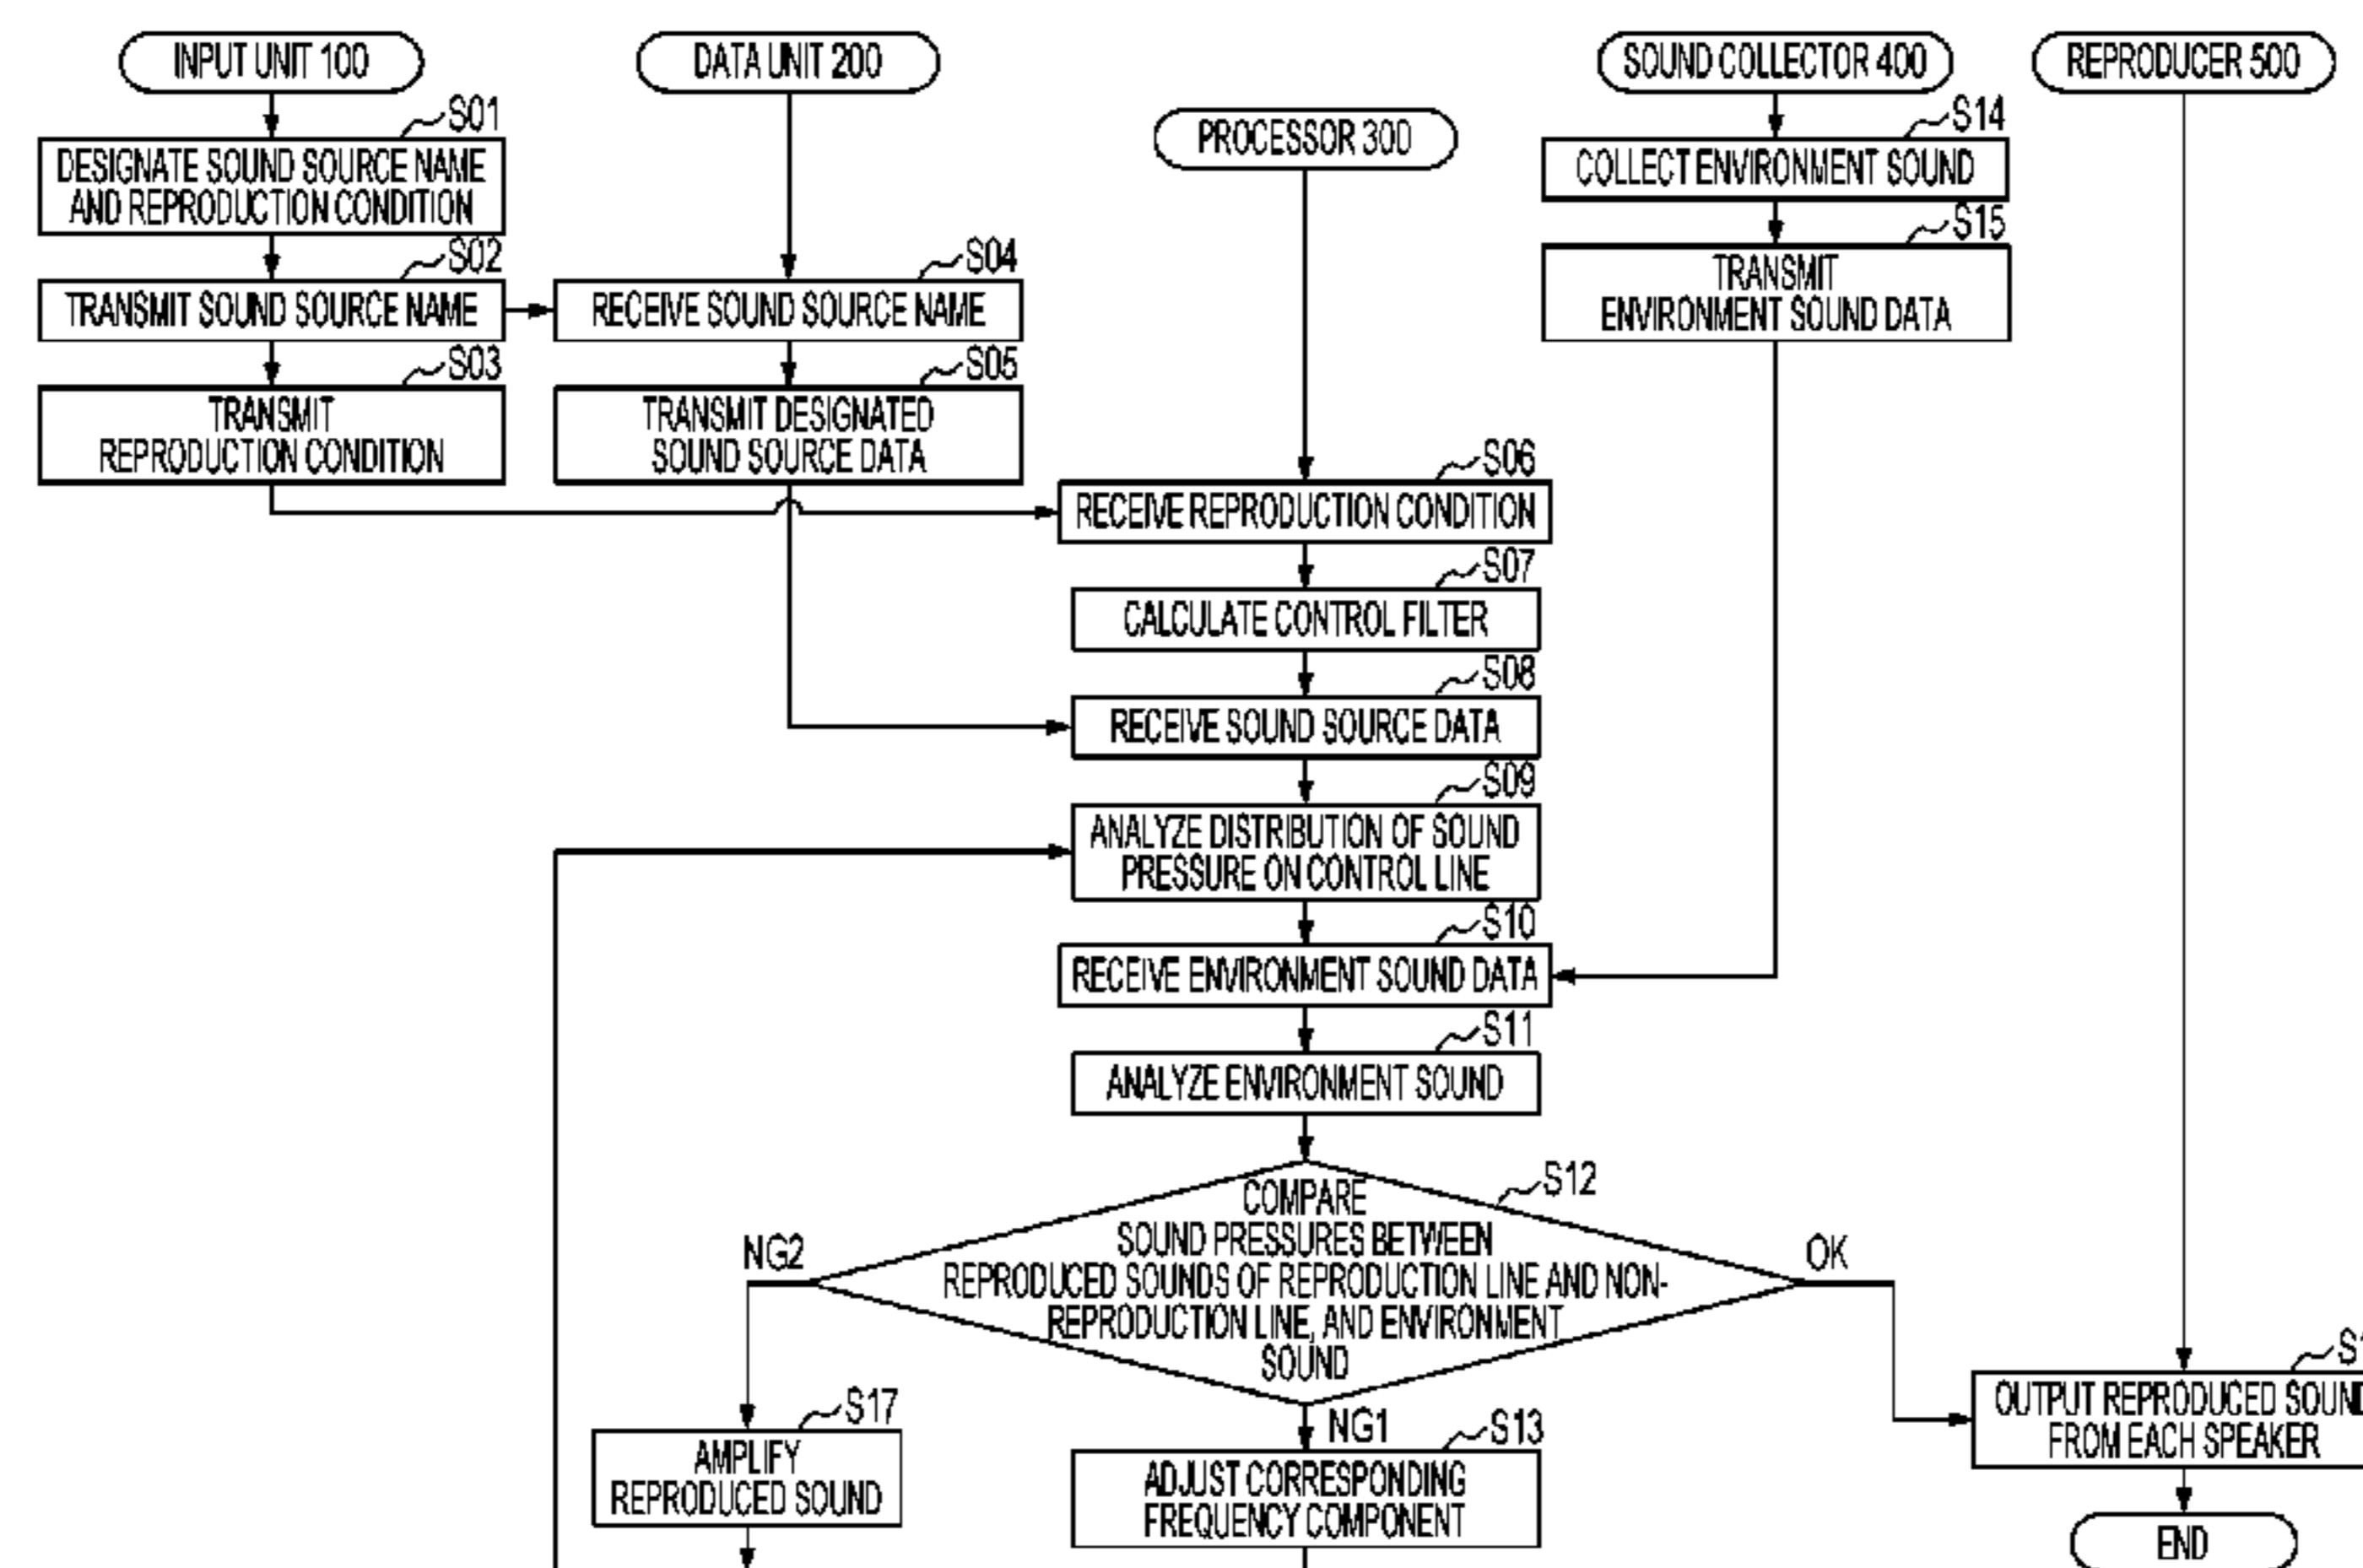 INPUT UNIT 100
DATA UNIT 200
PROCESSOR 300
SOUND COLLECTOR 400
REPRODUCER 500
S01
DESIGNATE SOUND SOURCE NAME
AND REPRODUCTION CONDITION
S02
TRANSMIT SOUND SOURCE NAME
S03
TRANSMIT
REPRODUCTION CONDITION
S04
RECEIVE SOUND SOURCE NAME
S05
TRANSMIT DESIGNATED
SOUND SOURCE DATA
S14
COLLECT ENVIRONMENT SOUND
S15
TRANSMIT
ENVIRONMENT SOUND DATA
S06
RECEIVE REPRODUCTION CONDITION
S07
CALCULATE CONTROL FILTER
S08
RECEIVE SOUND SOURCE DATA
S09
ANALYZE DISTRIBUTION OF SOUND
PRESSURE ON CONTROL LINE
S10
RECEIVE ENVIRONMENT SOUND DATA
S11
ANALYZE ENVIRONMENT SOUND
S12
COMPARE
SOUND PRESSURES BETWEEN
REPRODUCED SOUNDS OF REPRODUCTION LINE AND NON-
REPRODUCTION LINE, AND ENVIRONMENT
SOUND
NG2
OK
NG1
S17
AMPLIFY
REPRODUCED SOUND
S13
ADJUST CORRESPONDING
FREQUENCY COMPONENT
OUTPUT REPRODUCED SOUND
FROM EACH SPEAKER
END